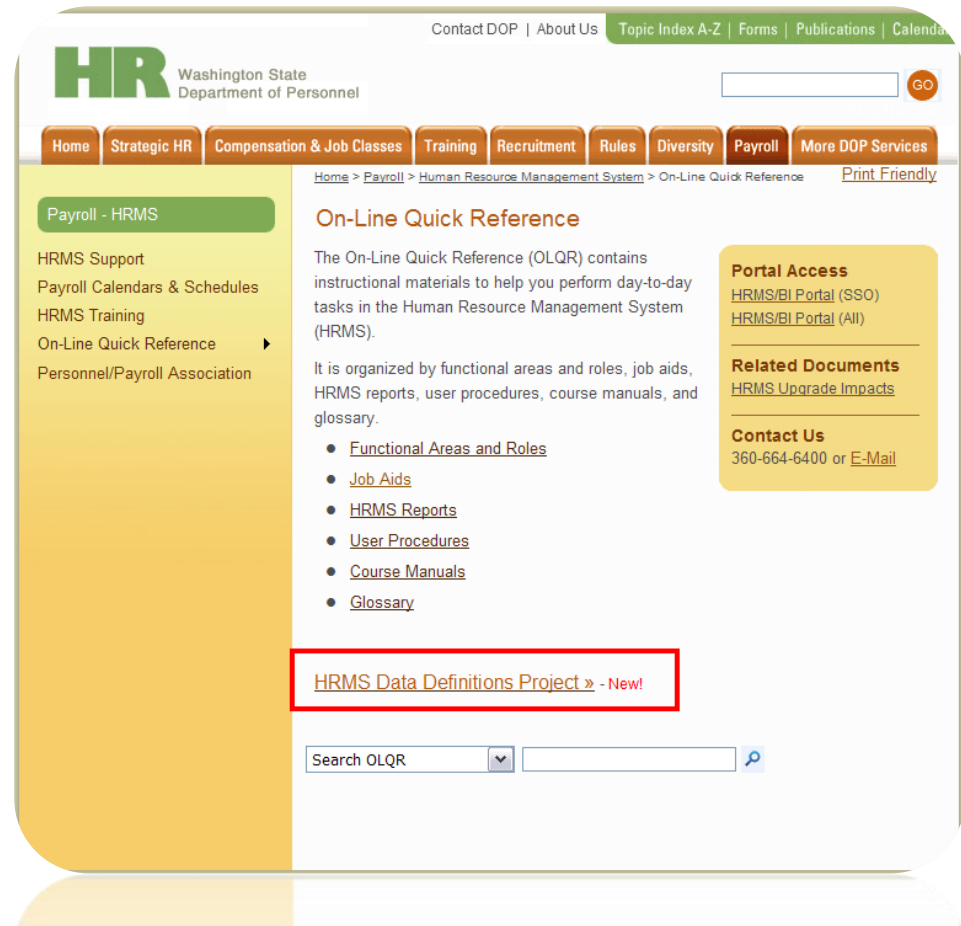 Contact DOP | About Us Topic Index A-Z | Forms | Publications |
HR
Washington State
Department of Personnel
GO
Home Strategic HR Compensation & Job Classes Training Recruitment Rules Diversity Payroll More DOP Services
Home > Payroll > Human Resource Management System > On-Line Quick Reference Print Friendly
Payroll - HRMS
HRMS Support
Payroll Calendars & Schedules
HRMS Training
On-Line Quick Reference
Personnel/Payroll Association
On-Line Quick Reference
The On-Line Quick Reference (OLQR) contains
instructional materials to help you perform day-to-day
tasks in the Human Resource Management System
(HRMS).
It is organized by functional areas and roles, job aids,
HRMS reports, user procedures, course manuals, and
glossary.
● Functional Areas and Roles
● Job Aids
● HRMS Reports
● User Procedures
● Course Manuals
● Glossary
HRMS Data Definitions Project » - New!
Search OLQR
Portal Access
HRMS/BI Portal (SSO)
HRMS/BI Portal (All)
Related Documents
HRMS Upgrade Impacts
Contact Us
360-664-6400 or E-Mail